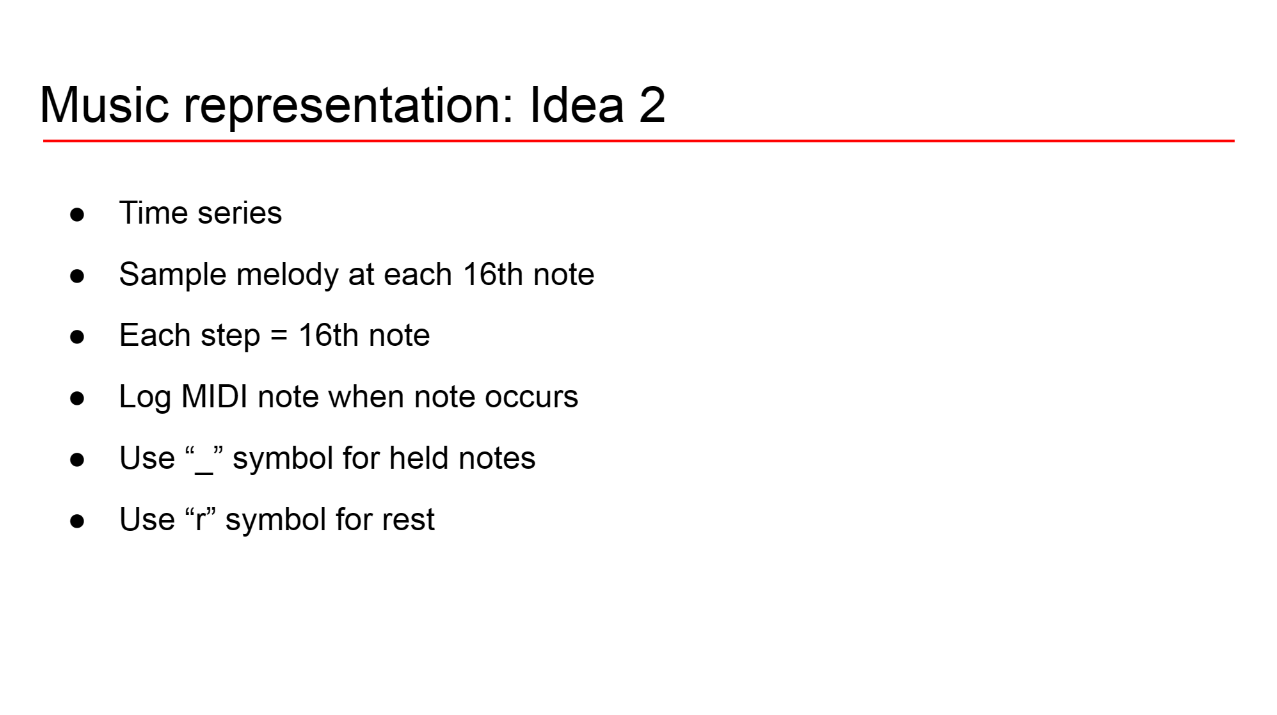 Music representation: Idea 2
● Time series
● Sample melody at each 16th note
● Each step = 16th note
● Log MIDI note when note occurs
● Use “_” symbol for held notes
● Use “r” symbol for rest